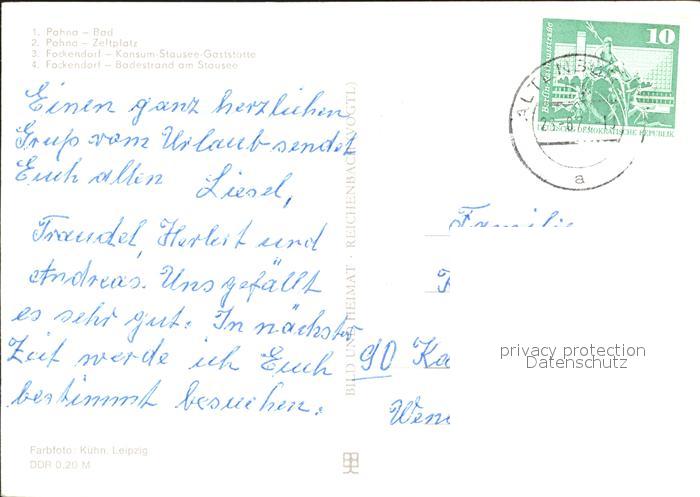 1. Pahna – Bad
2. Pahna – Zeltplatz
3. Fockendorf – Konsum-Stausee-Gaststätte
4. Fockendorf – Badestrand am Stausee
Einen ganz herzlichen
Gruß vom Urlaub sendet
Euch allen Liesel,
Traudel, Herbert und
Andreas. Uns gefällt
es sehr gut. In nächster
Zeit werde ich Euch
bestimmt besuchen.
Farbfoto: Kühn, Leipzig
DDR 0,20 M
BILD UND HEIMAT · REICHENBACH (VOGTL)
10
DEUTSCHE DEMOKRATISCHE REPUBLIK
ALTENBURG
a
Familie
90 Ka
privacy protection
Datenschutz